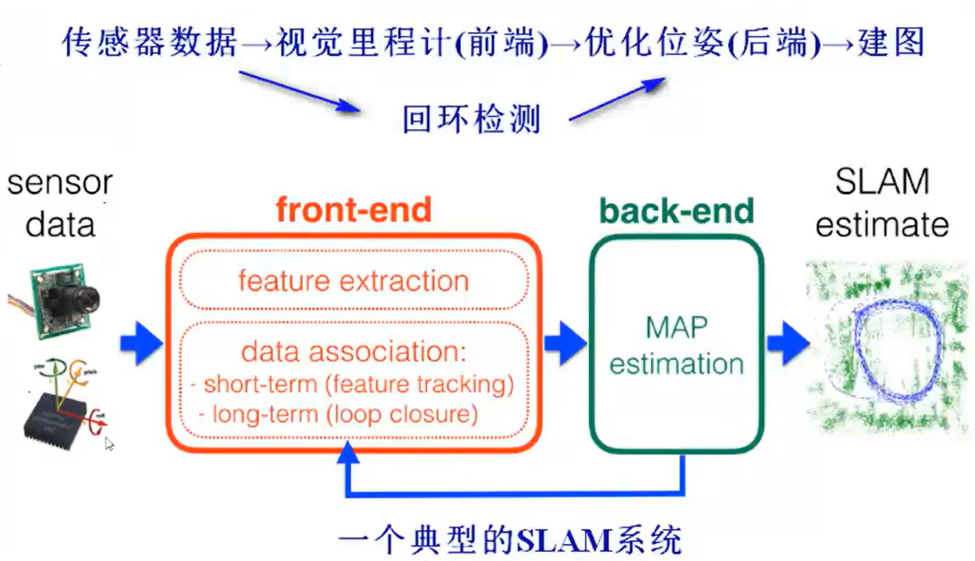 传感器数据→视觉里程计(前端)→优化位姿(后端)→建图
回环检测
sensor
data
front-end
feature extraction
data association:
- short-term (feature tracking)
- long-term (loop closure)
back-end
MAP
estimation
SLAM
estimate
一个典型的SLAM系统